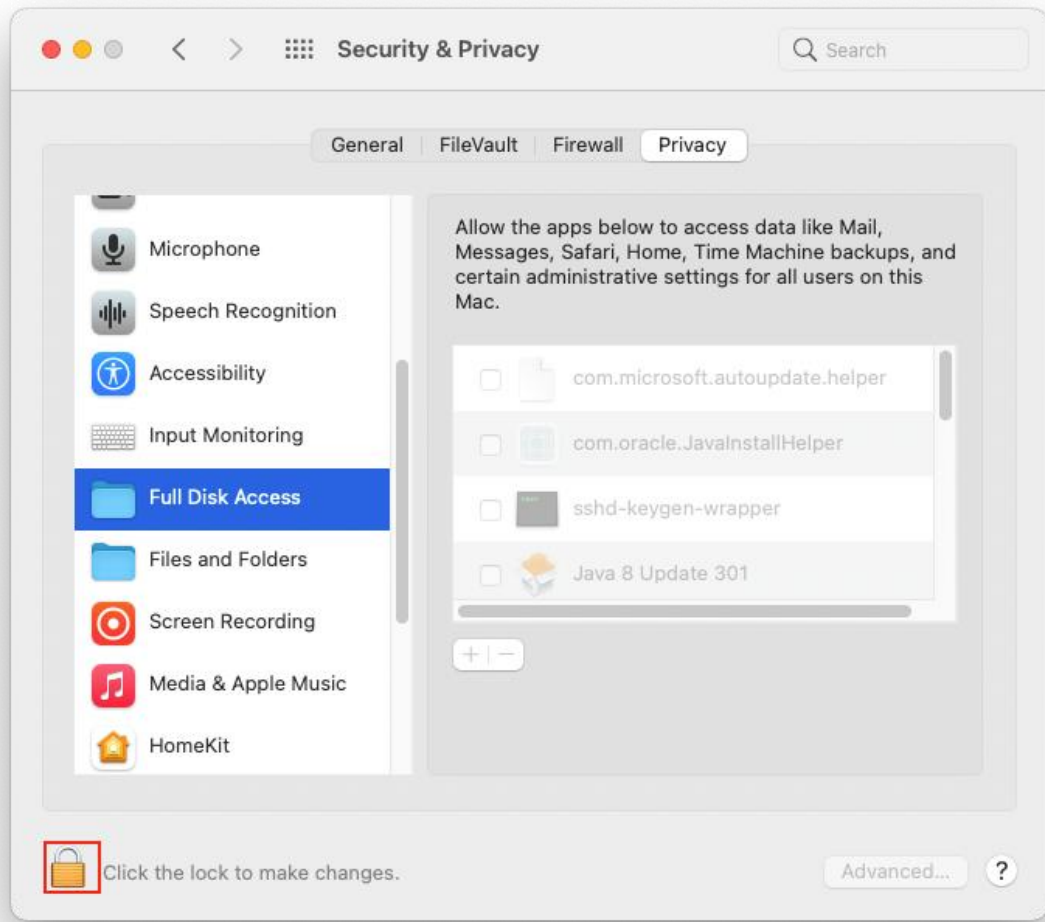 Security & Privacy
Search
General
FileVault
Firewall
Privacy
Microphone
Speech Recognition
Accessibility
Input Monitoring
Full Disk Access
Files and Folders
Screen Recording
Media & Apple Music
HomeKit
Allow the apps below to access data like Mail,
Messages, Safari, Home, Time Machine backups, and
certain administrative settings for all users on this
Mac.
com.microsoft.autoupdate.helper
com.oracle.JavaInstallHelper
sshd-keygen-wrapper
Java 8 Update 301
Click the lock to make changes.
Advanced...
?